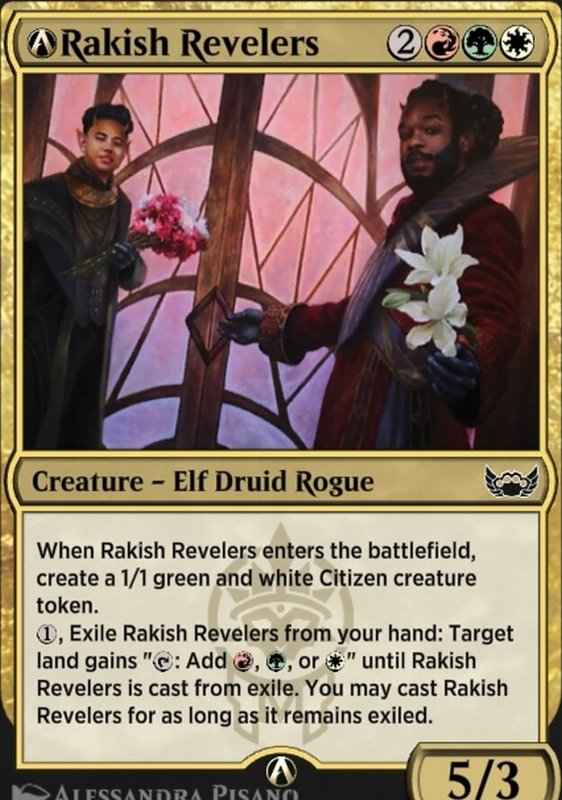 Rakish Revelers 2
Creature – Elf Druid Rogue
When Rakish Revelers enters the battlefield,
create a 1/1 green and white Citizen creature
token.
1, Exile Rakish Revelers from your hand: Target
land gains ": Add , , or " until Rakish
Revelers is cast from exile. You may cast Rakish
Revelers for as long as it remains exiled.
5/3
ALESSANDRA PISANO